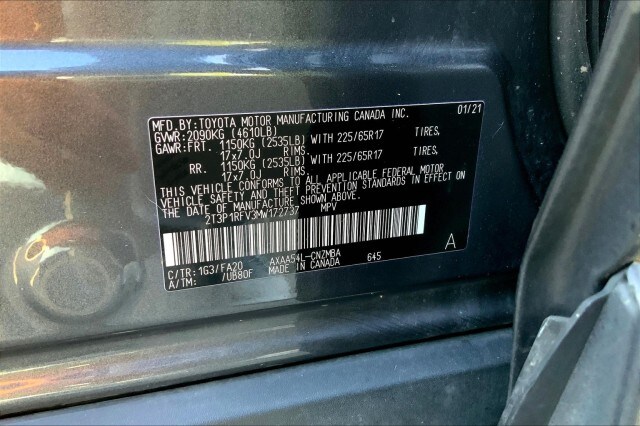 MFD. BY: TOYOTA MOTOR MANUFACTURING CANADA INC. 01/21
GVWR: 2090KG (4610LB)
GAWR: FRT. 1150KG (2535LB) WITH 225/65R17 TIRES,
17x7.0J RIMS.
RR. 1150KG (2535LB) WITH 225/65R17 TIRES,
17x7.0J RIMS.
THIS VEHICLE CONFORMS TO ALL APPLICABLE FEDERAL MOTOR
VEHICLE SAFETY AND THEFT PREVENTION STANDARDS IN EFFECT ON
THE DATE OF MANUFACTURE SHOWN ABOVE.
2T3P1RFV3MW172737 MPV
A
C/TR: 1G3/FA20 AXAA54L-CNZMBA 645
A/TM: /UB80F MADE IN CANADA